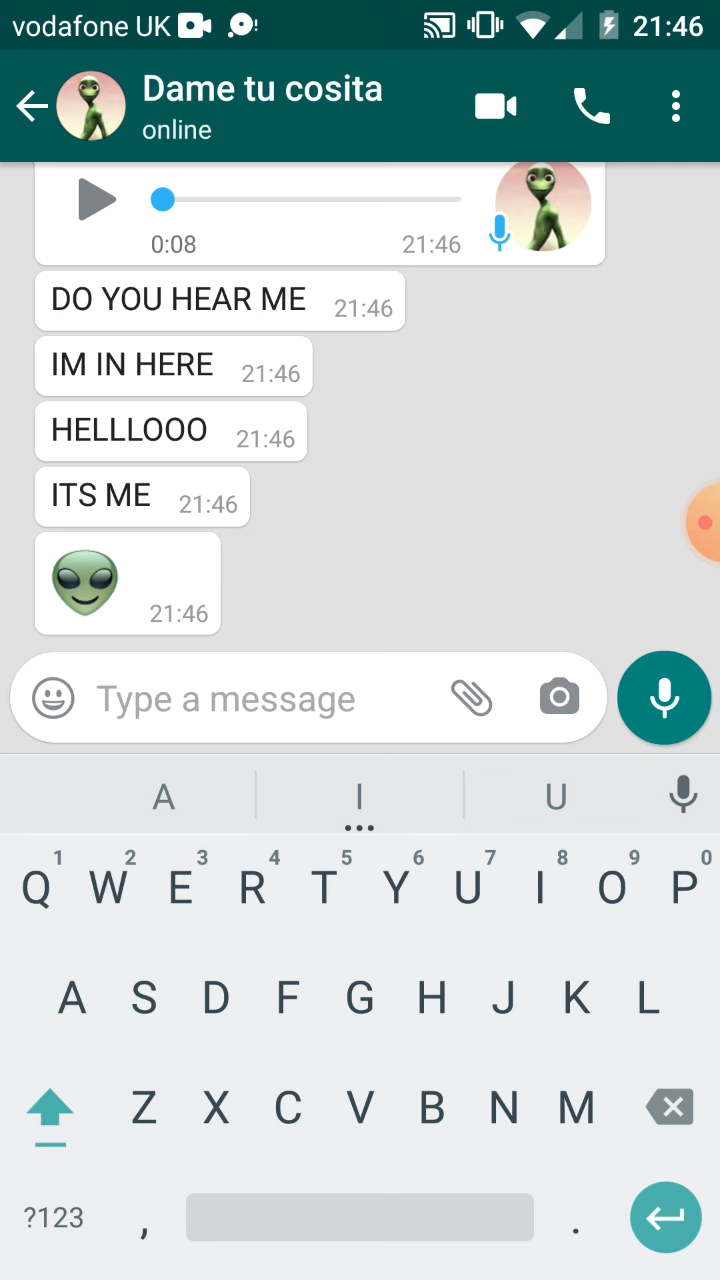 vodafone UK 21:46
Dame tu cosita
online
0:08 21:46
DO YOU HEAR ME 21:46
IM IN HERE 21:46
HELLLOOO 21:46
ITS ME 21:46
21:46
Type a message
A I U
1 2 3 4 5 6 7 8 9 0
Q W E R T Y U I O P
A S D F G H J K L
Z X C V B N M
?123 , .